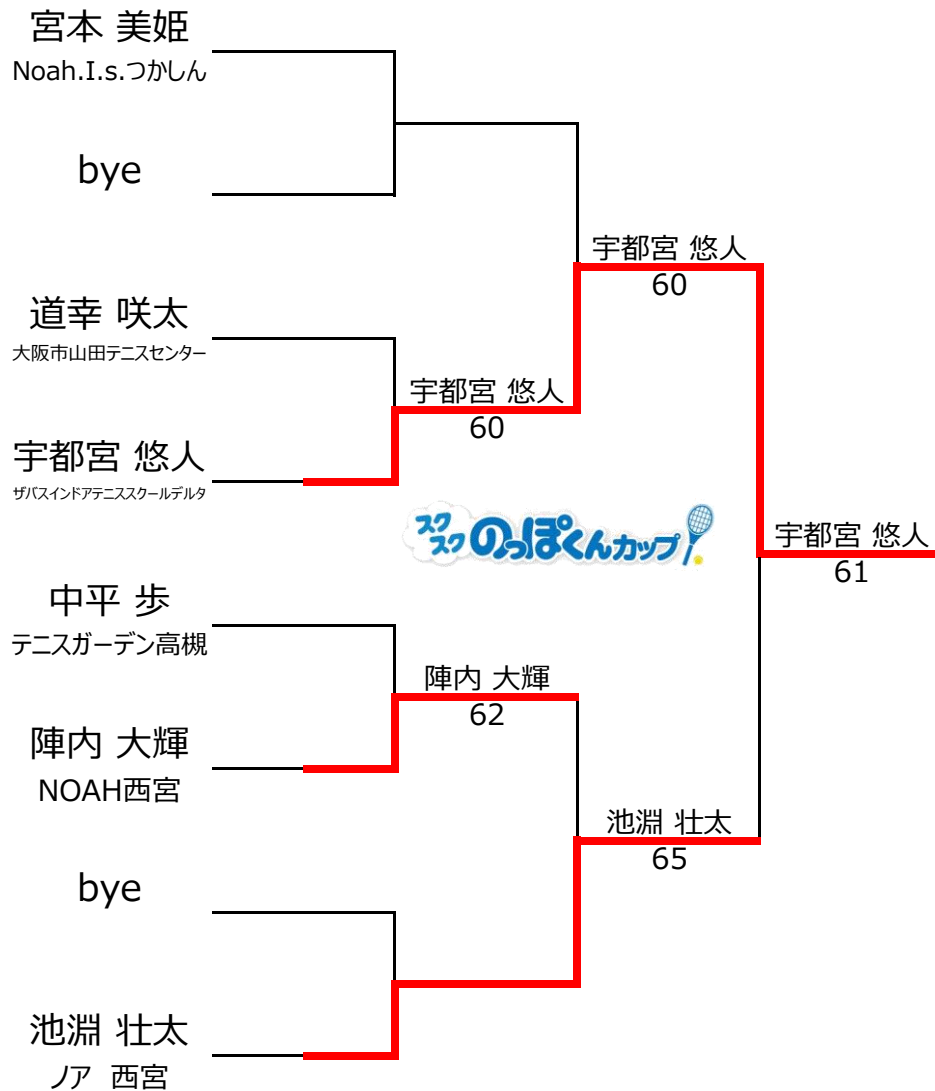 宮本 美姫
Noah.I.s.つかしん
bye
道幸 咲太
大阪市山田テニスセンター
宇都宮 悠人
ザバスインドアテニススクールデルタ
中平 歩
テニスガーデン高槻
陣内 大輝
NOAH西宮
bye
池淵 壮太
ノア 西宮
宇都宮 悠人
60
陣内 大輝
62
宇都宮 悠人
60
池淵 壮太
65
宇都宮 悠人
61
スクスクのっぽくんカップ